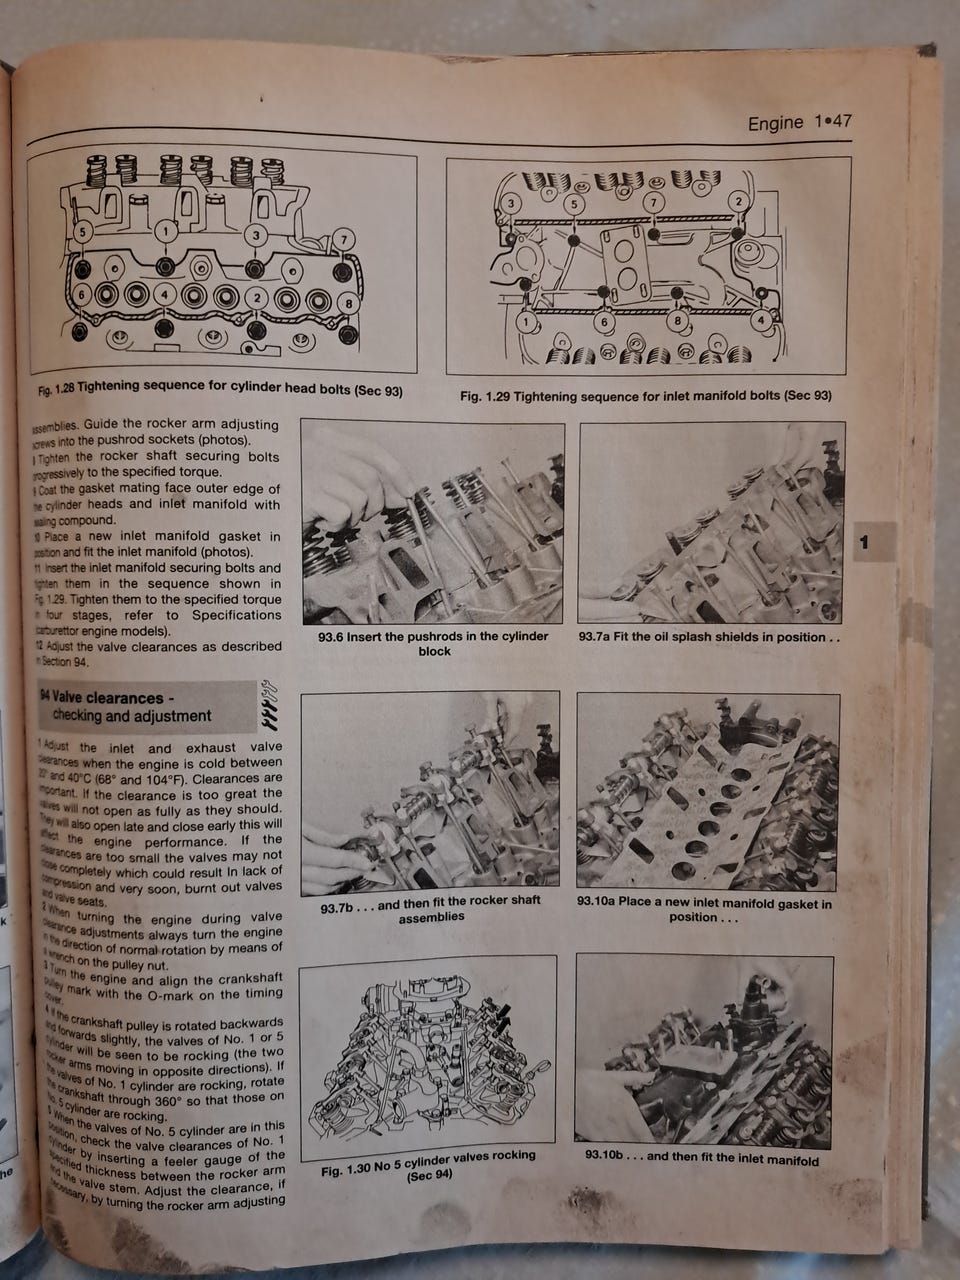 Engine 1•47
5
1
3
7
6
4
2
8
Fig. 1.28 Tightening sequence for cylinder head bolts (Sec 93)
3
5
7
2
1
6
8
4
Fig. 1.29 Tightening sequence for inlet manifold bolts (Sec 93)
assemblies. Guide the rocker arm adjusting
screws into the pushrod sockets (photos).
Tighten the rocker shaft securing bolts
progressively to the specified torque.
Coat the gasket mating face outer edge of
the cylinder heads and inlet manifold with
sealing compound.
10 Place a new inlet manifold gasket in
position and fit the inlet manifold (photos).
11 Insert the inlet manifold securing bolts and
tighten them in the sequence shown in
Fig. 1.29. Tighten them to the specified torque
in four stages, refer to Specifications
(carburettor engine models).
12 Adjust the valve clearances as described
in Section 94.
94 Valve clearances -
checking and adjustment
1 Adjust the inlet and exhaust valve
clearances when the engine is cold between
20° and 40°C (68° and 104°F). Clearances are
important. If the clearance is too great the
valves will not open as fully as they should.
They will also open late and close early this will
affect the engine performance. If the
clearances are too small the valves may not
close completely which could result In lack of
compression and very soon, burnt out valves
and valve seats.
2 When turning the engine during valve
clearance adjustments always turn the engine
in the direction of normal rotation by means of
a wrench on the pulley nut.
3 Turn the engine and align the crankshaft
pulley mark with the O-mark on the timing
cover.
4 If the crankshaft pulley is rotated backwards
and forwards slightly, the valves of No. 1 or 5
cylinder will be seen to be rocking (the two
rocker arms moving in opposite directions). If
the valves of No. 1 cylinder are rocking, rotate
the crankshaft through 360° so that those on
No. 5 cylinder are rocking.
5 When the valves of No. 5 cylinder are in this
position, check the valve clearances of No. 1
cylinder by inserting a feeler gauge of the
specified thickness between the rocker arm
and the valve stem. Adjust the clearance, if
necessary, by turning the rocker arm adjusting
93.6 Insert the pushrods in the cylinder
block
93.7a Fit the oil splash shields in position . .
1
93.7b . . . and then fit the rocker shaft
assemblies
93.10a Place a new inlet manifold gasket in
position . . .
Fig. 1.30 No 5 cylinder valves rocking
(Sec 94)
93.10b . . . and then fit the inlet manifold
k
he